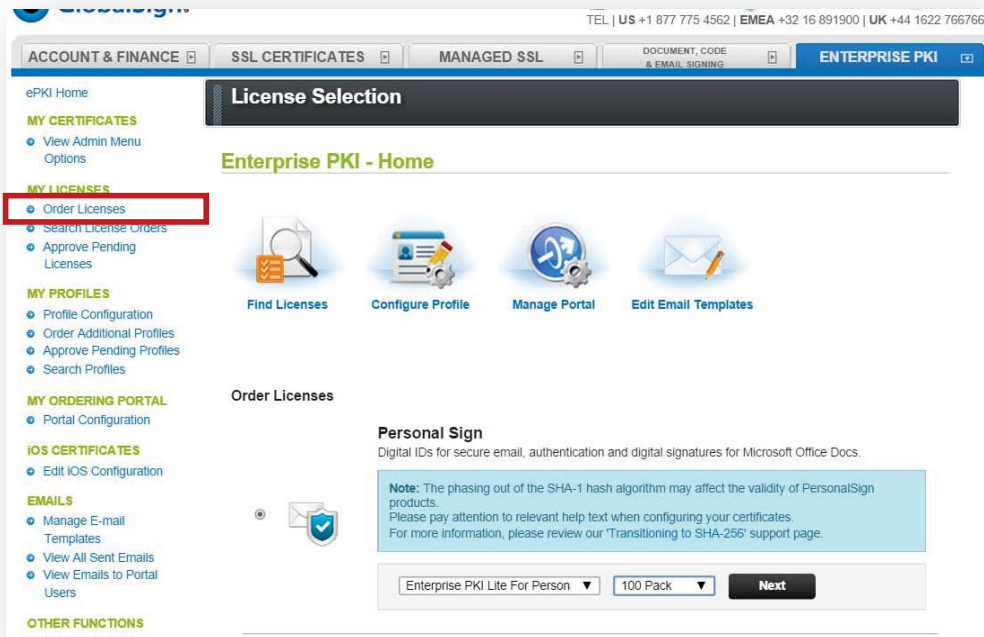 GlobalSign.
TEL | US +1 877 775 4562 | EMEA +32 16 891900 | UK +44 1622 766766
ACCOUNT & FINANCE
SSL CERTIFICATES
MANAGED SSL
DOCUMENT, CODE
& EMAIL SIGNING
ENTERPRISE PKI
ePKI Home
MY CERTIFICATES
View Admin Menu
Options
MY LICENSES
Order Licenses
Search License Orders
Approve Pending
Licenses
MY PROFILES
Profile Configuration
Order Additional Profiles
Approve Pending Profiles
Search Profiles
MY ORDERING PORTAL
Portal Configuration
iOS CERTIFICATES
Edit iOS Configuration
EMAILS
Manage E-mail
Templates
View All Sent Emails
View Emails to Portal
Users
OTHER FUNCTIONS
License Selection
Enterprise PKI - Home
Find Licenses
Configure Profile
Manage Portal
Edit Email Templates
Order Licenses
Personal Sign
Digital IDs for secure email, authentication and digital signatures for Microsoft Office Docs.
Note: The phasing out of the SHA-1 hash algorithm may affect the validity of PersonalSign
products.
Please pay attention to relevant help text when configuring your certificates.
For more information, please review our 'Transitioning to SHA-256' support page.
Enterprise PKI Lite For Person
100 Pack
Next